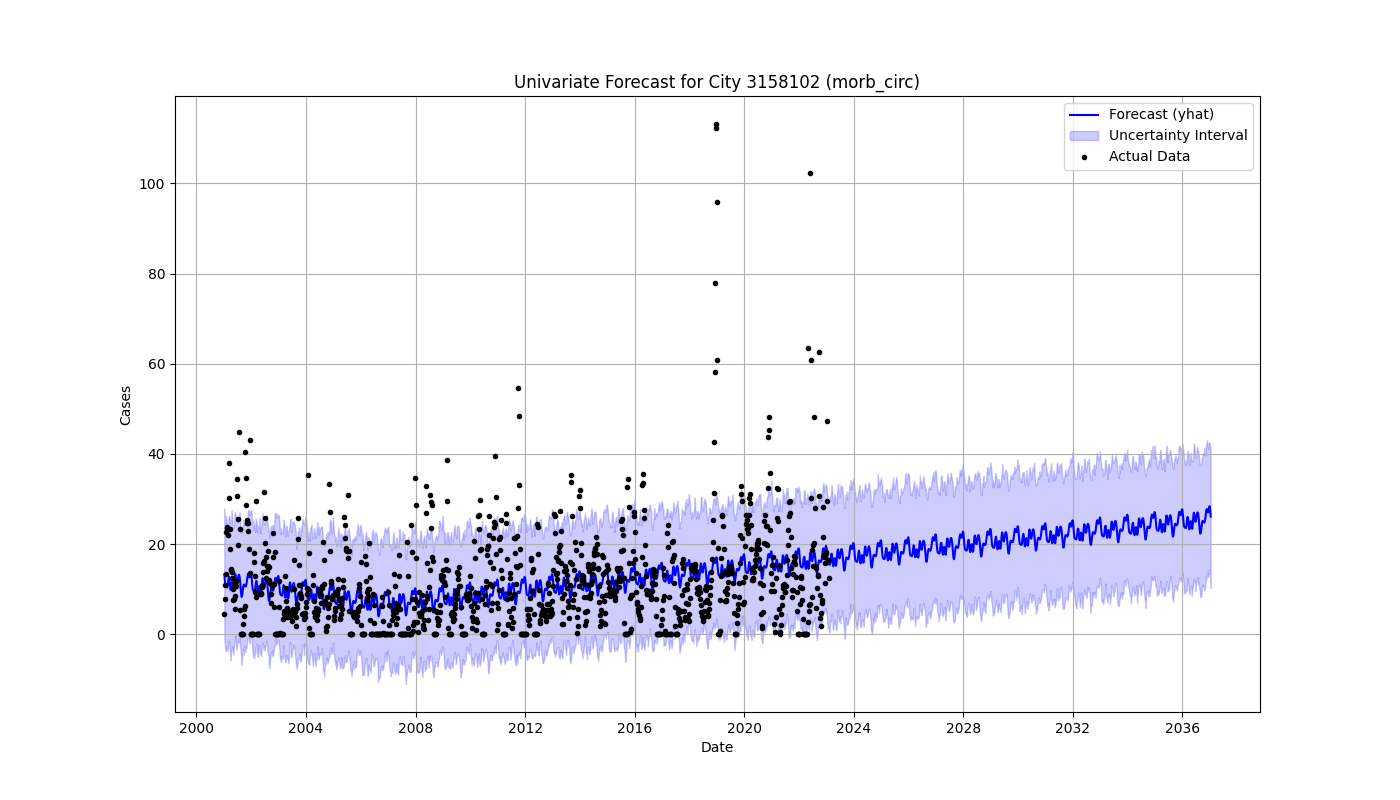 Univariate Forecast for City 3158102 (morb_circ)
Forecast (yhat)
Uncertainty Interval
Actual Data
100
80
60
40
20
0
Cases
2000 2004 2008 2012 2016 2020 2024 2028 2032 2036
Date